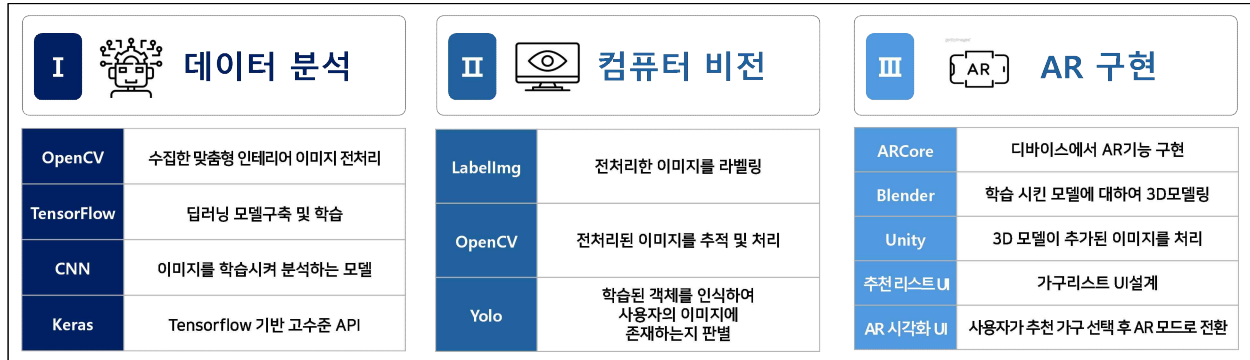 I
데이터 분석
OpenCV
수집한 맞춤형 인테리어 이미지 전처리
TensorFlow
딥러닝 모델구축 및 학습
CNN
이미지를 학습시켜 분석하는 모델
Keras
Tensorflow 기반 고수준 API
II
컴퓨터 비전
LabelImg
전처리한 이미지를 라벨링
OpenCV
전처리된 이미지를 추적 및 처리
Yolo
학습된 객체를 인식하여
사용자의 이미지에
존재하는지 판별
III
AR
AR 구현
ARCore
디바이스에서 AR기능 구현
Blender
학습 시킨 모델에 대하여 3D모델링
Unity
3D 모델이 추가된 이미지를 처리
추천 리스트 UI
가구리스트 UI설계
AR 시각화 UI
사용자가 추천 가구 선택 후 AR 모드로 전환